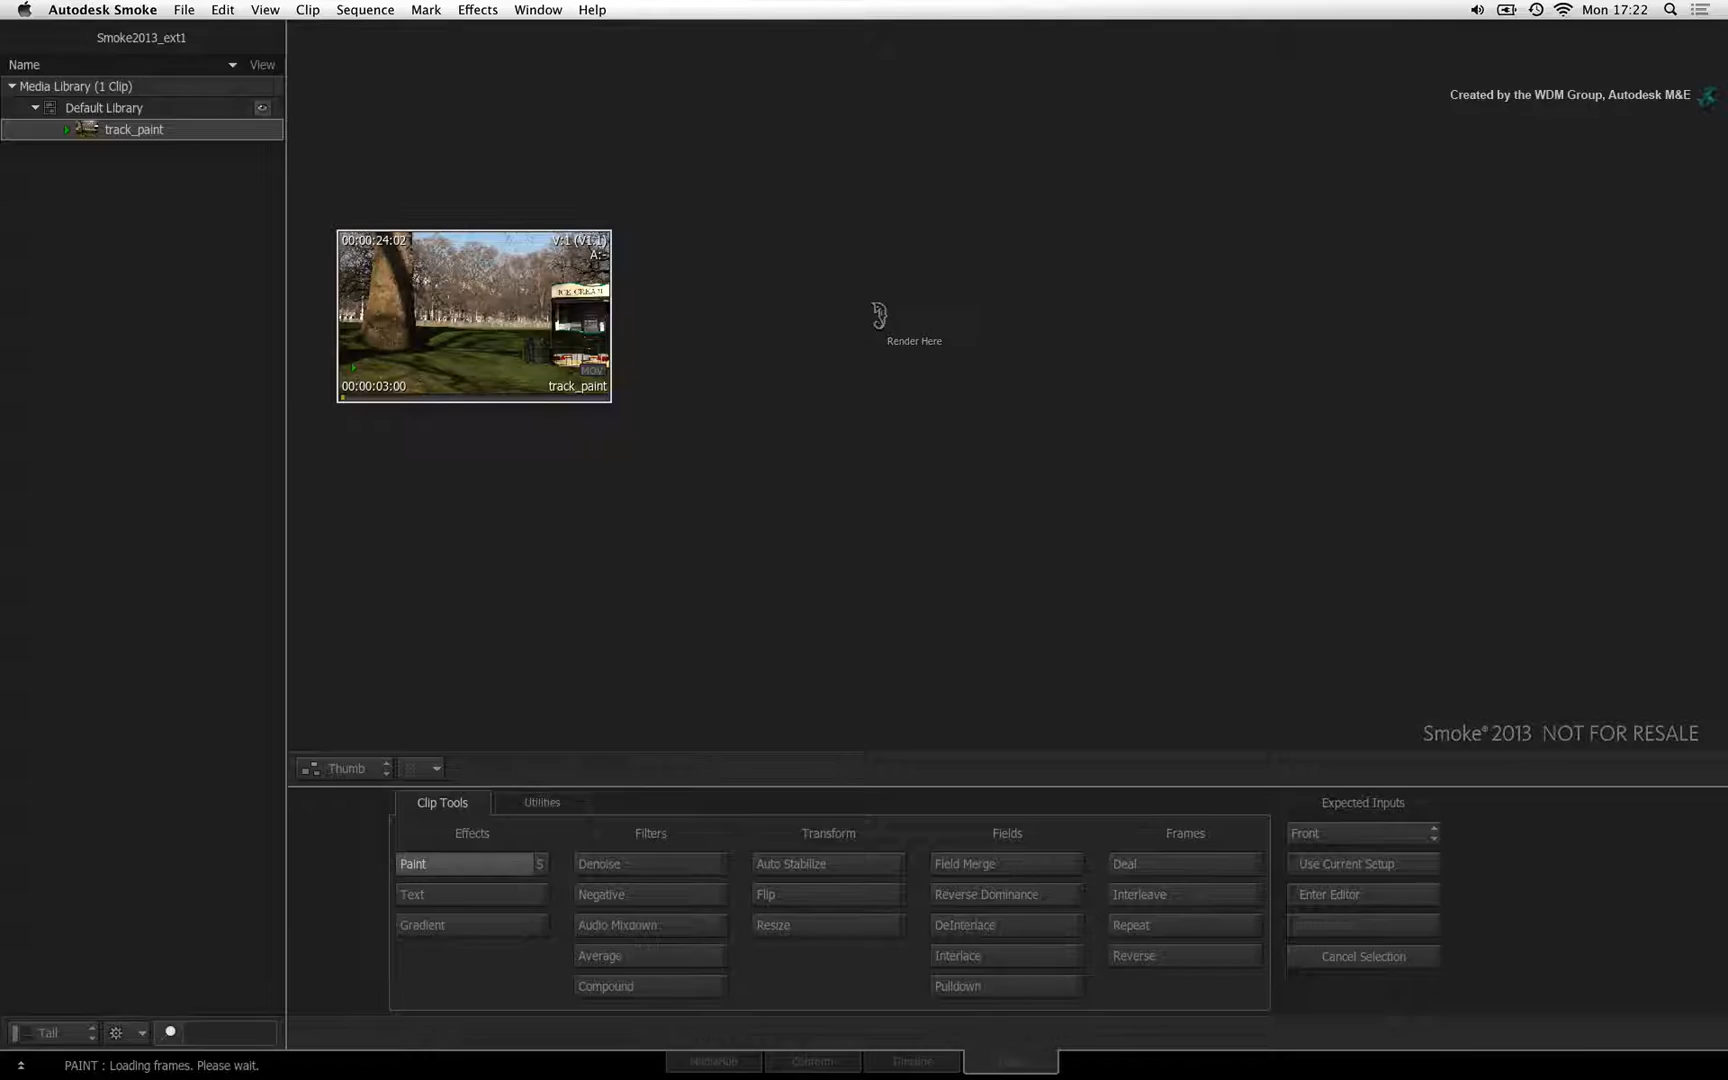 Autodesk Smoke File Edit View Clip Sequence Mark Effects Window Help Mon 17:22
Smoke2013_ext1
Name View
Created by the WDM Group, Autodesk M&E
Media Library (1 Clip)
Default Library
track_paint
00:00:24:02 V:1 (V1.1)
A:-
ICE CREAM
Render Here
MOV
00:00:03:00 track_paint
Smoke® 2013 NOT FOR RESALE
Thumb
Clip Tools Utilities Expected Inputs
Effects Filters Transform Fields Frames Front
Paint S Denoise Auto Stabilize Field Merge Deal Use Current Setup
Text Negative Flip Reverse Dominance Interleave Enter Editor
Gradient Audio Mixdown Resize DeInterlace Repeat
Average Interlace Reverse Cancel Selection
Compound Pulldown
Tall
PAINT : Loading frames. Please wait. MediaHub Conform Timeline